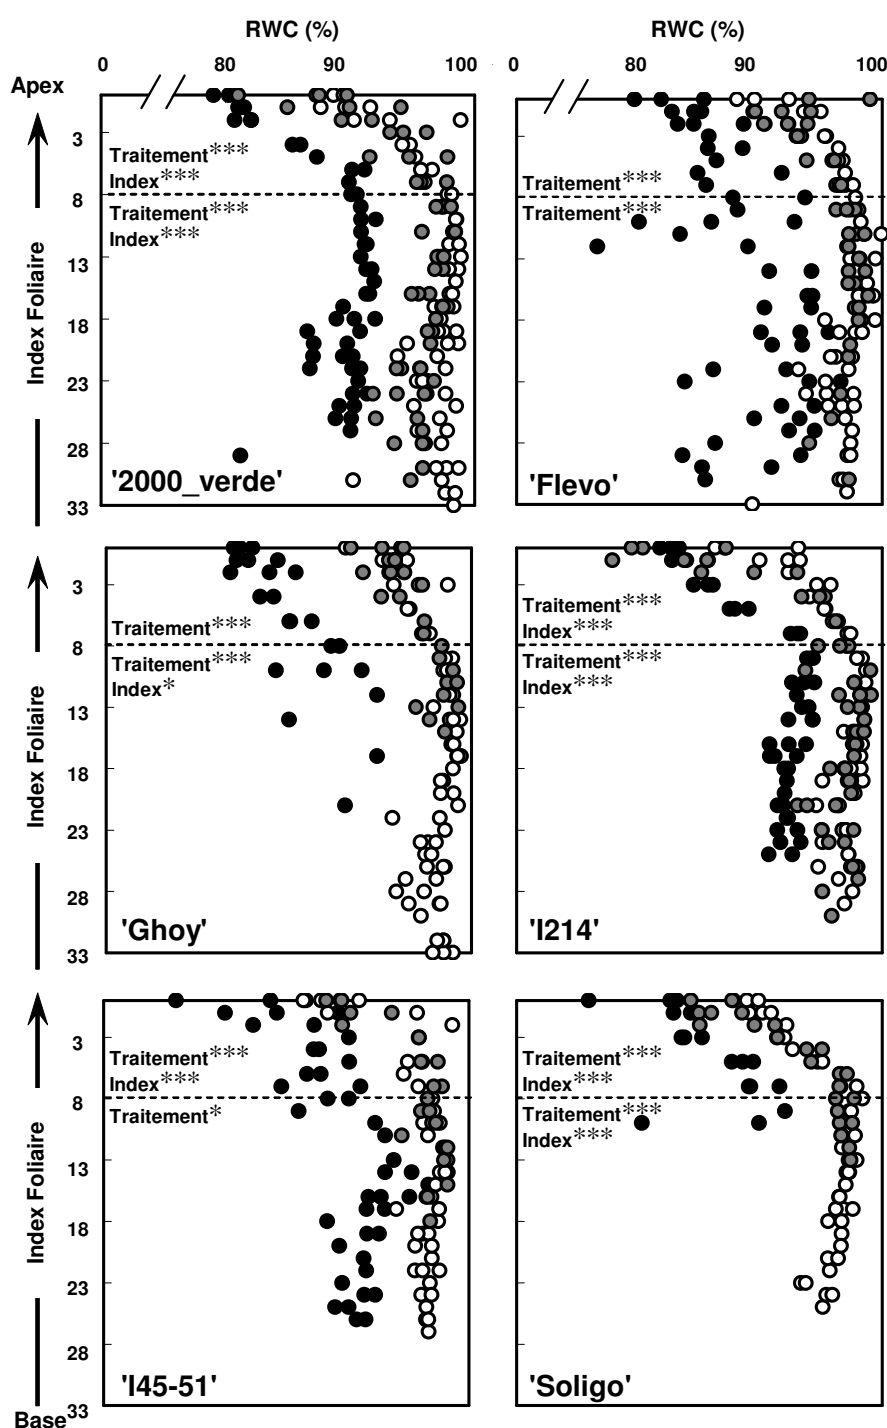 RWC (%)
RWC (%)
0 80 90 100
0 80 90 100
Apex
Index Foliaire
3
8
13
18
23
28
33
Traitement***
Index***
Traitement***
Index***
'2000_verde'
Traitement***
Traitement***
'Flevo'
Index Foliaire
3
8
13
18
23
28
33
Traitement***
Traitement***
Index*
'Ghoy'
Traitement***
Index***
Traitement***
Index***
'I214'
Index Foliaire
3
8
13
18
23
28
33
Base
Traitement***
Index***
Traitement*
'I45-51'
Traitement***
Index***
Traitement***
Index***
'Soligo'